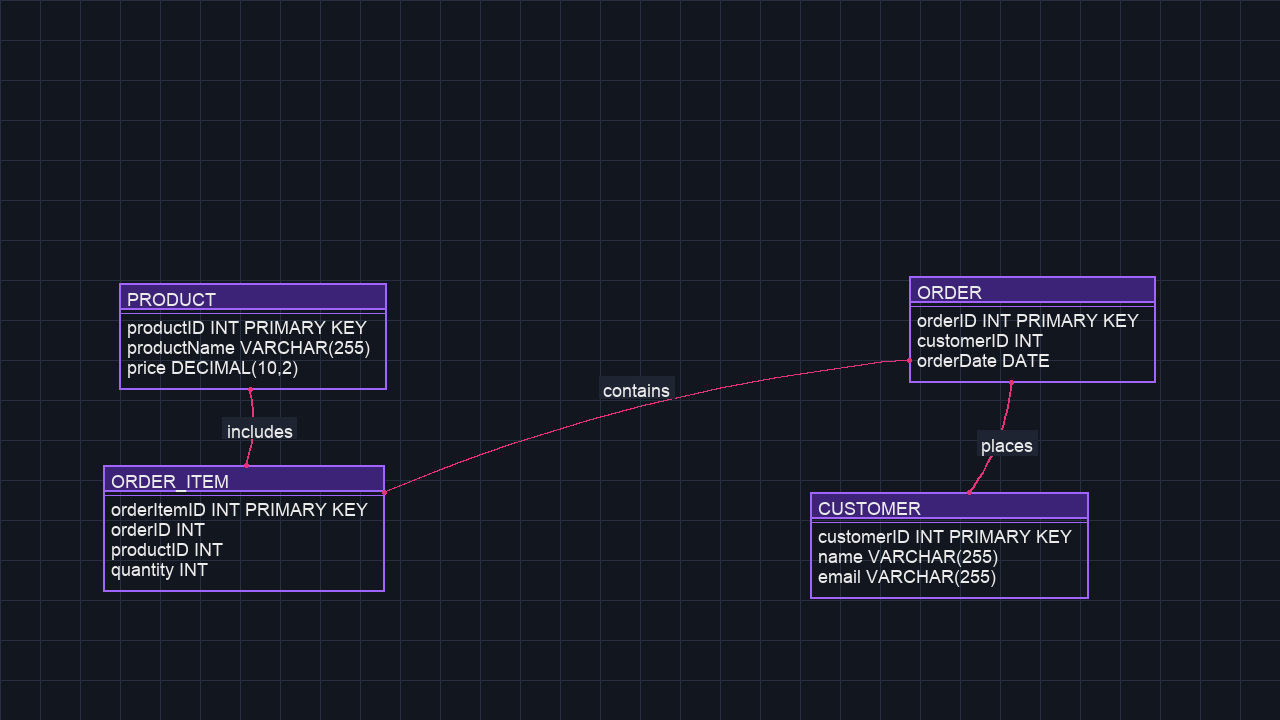 PRODUCT
productID INT PRIMARY KEY
productName VARCHAR(255)
price DECIMAL(10,2)
includes
ORDER_ITEM
orderItemID INT PRIMARY KEY
orderID INT
productID INT
quantity INT
contains
ORDER
orderID INT PRIMARY KEY
customerID INT
orderDate DATE
places
CUSTOMER
customerID INT PRIMARY KEY
name VARCHAR(255)
email VARCHAR(255)